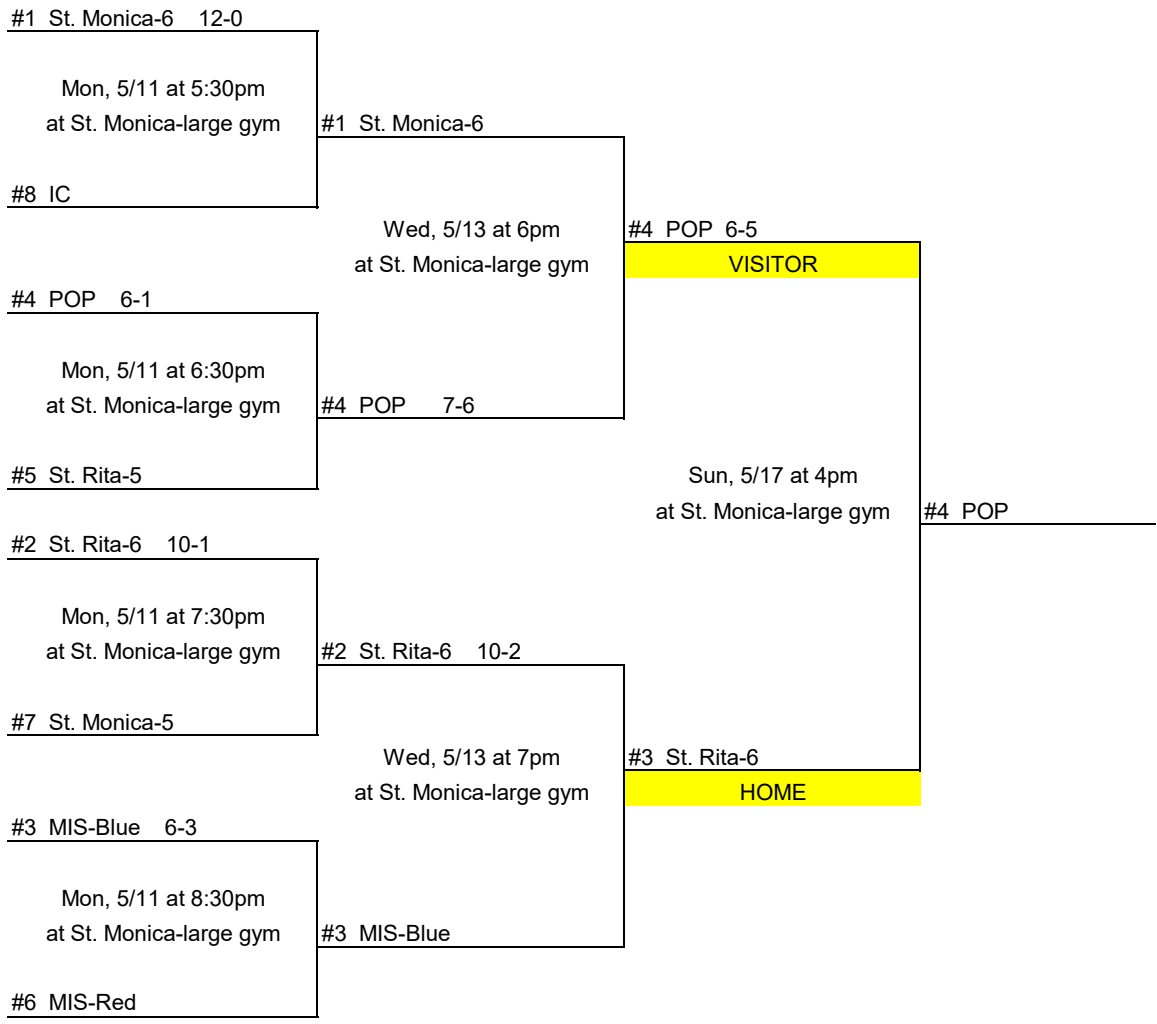 #1 St. Monica-6 12-0
Mon, 5/11 at 5:30pm
at St. Monica-large gym
#1 St. Monica-6
#8 IC
Wed, 5/13 at 6pm
at St. Monica-large gym
#4 POP 6-5
VISITOR
#4 POP 6-1
Mon, 5/11 at 6:30pm
at St. Monica-large gym
#4 POP 7-6
#5 St. Rita-5
Sun, 5/17 at 4pm
at St. Monica-large gym
#4 POP
#2 St. Rita-6 10-1
Mon, 5/11 at 7:30pm
at St. Monica-large gym
#2 St. Rita-6 10-2
#7 St. Monica-5
Wed, 5/13 at 7pm
at St. Monica-large gym
#3 St. Rita-6
HOME
#3 MIS-Blue 6-3
Mon, 5/11 at 8:30pm
at St. Monica-large gym
#3 MIS-Blue
#6 MIS-Red